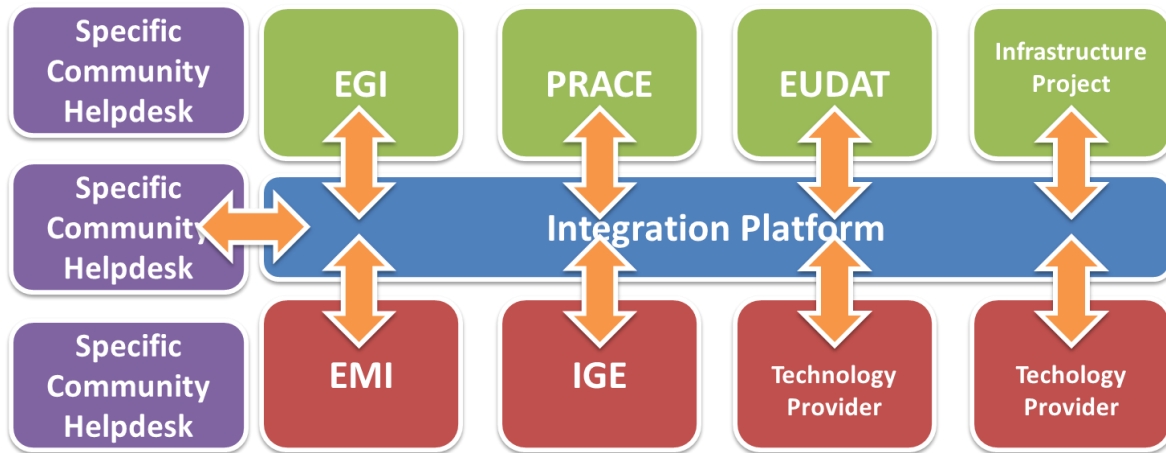 Specific
Community
Helpdesk
EGI
PRACE
EUDAT
Infrastructure
Project
Specific
Community
Helpdesk
Integration Platform
Specific
Community
Helpdesk
EMI
IGE
Technology
Provider
Techology
Provider